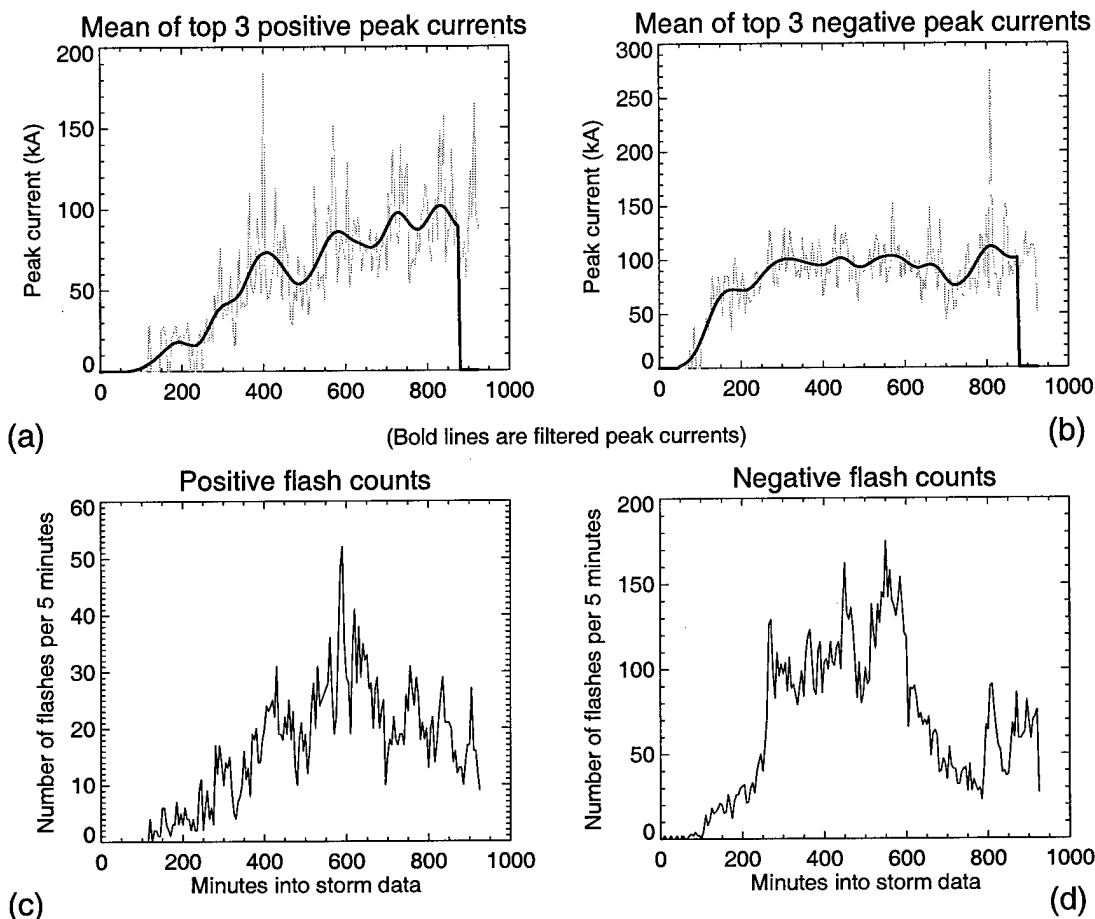 Mean of top 3 positive peak currents
200
150
100
50
0
Peak current (kA)
0 200 400 600 800 1000
(a)
Mean of top 3 negative peak currents
300
250
200
150
100
50
0
Peak current (kA)
0 200 400 600 800 1000
(b)
(Bold lines are filtered peak currents)
Positive flash counts
60
50
40
30
20
10
0
Number of flashes per 5 minutes
0 200 400 600 800 1000
Minutes into storm data
(c)
Negative flash counts
200
150
100
50
0
Number of flashes per 5 minutes
0 200 400 600 800 1000
Minutes into storm data
(d)